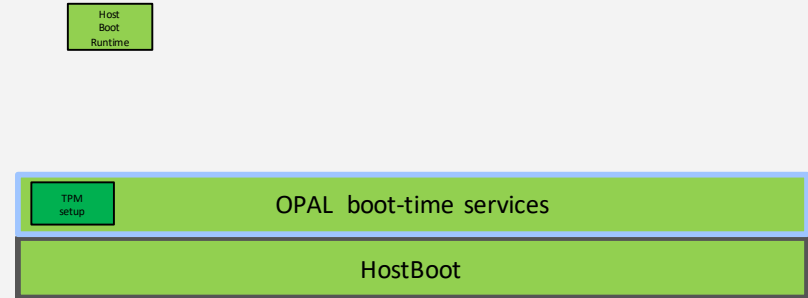 Host
Boot
Runtime
TPM
setup
OPAL boot-time services
HostBoot